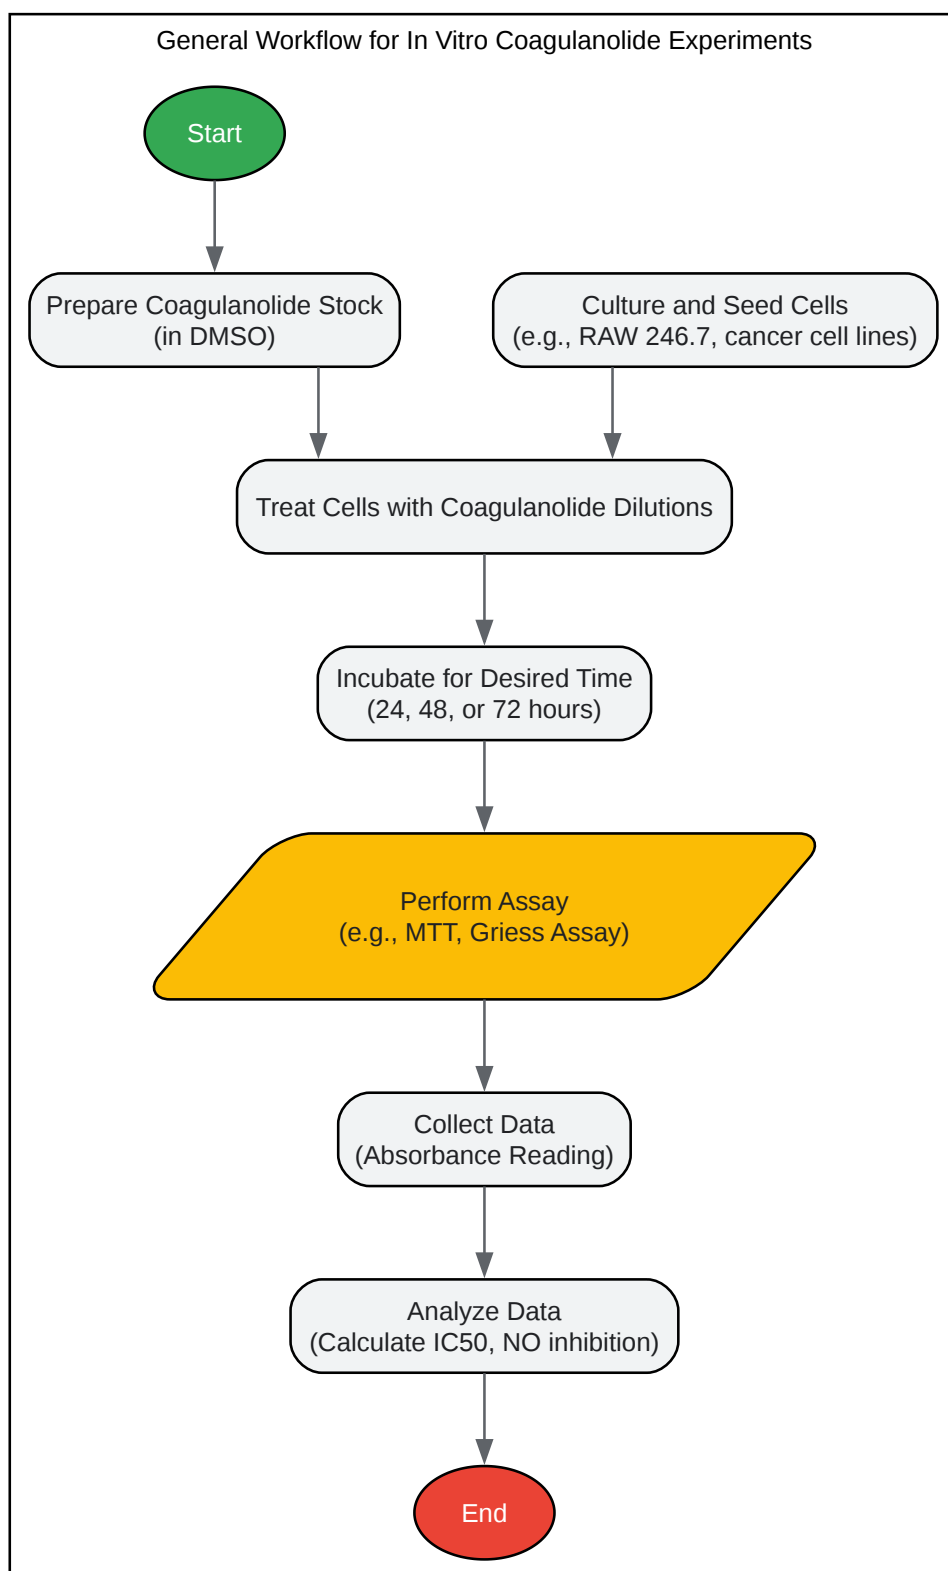 General Workflow for In Vitro Coagulanolide Experiments
Start
Prepare Coagulanolide Stock
(in DMSO)
Culture and Seed Cells
(e.g., RAW 246.7, cancer cell lines)
Treat Cells with Coagulanolide Dilutions
Incubate for Desired Time
(24, 48, or 72 hours)
Perform Assay
(e.g., MTT, Griess Assay)
Collect Data
(Absorbance Reading)
Analyze Data
(Calculate IC50, NO inhibition)
End